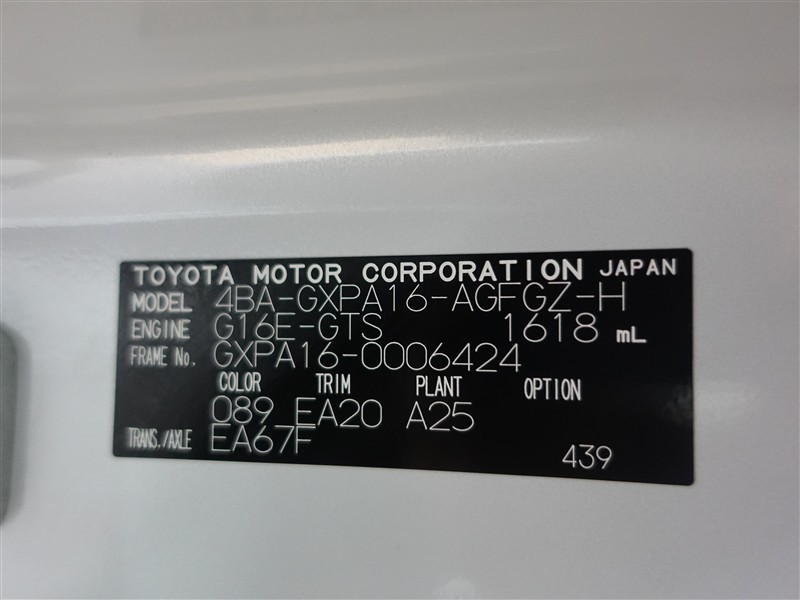 TOYOTA MOTOR CORPORATION JAPAN
MODEL 4BA-GXPA16-AGFGZ-H
ENGINE G16E-GTS 1618 mL
FRAME No. GXPA16-0006424
COLOR TRIM PLANT OPTION
089 EA20 A25
TRANS./AXLE EA67F
439